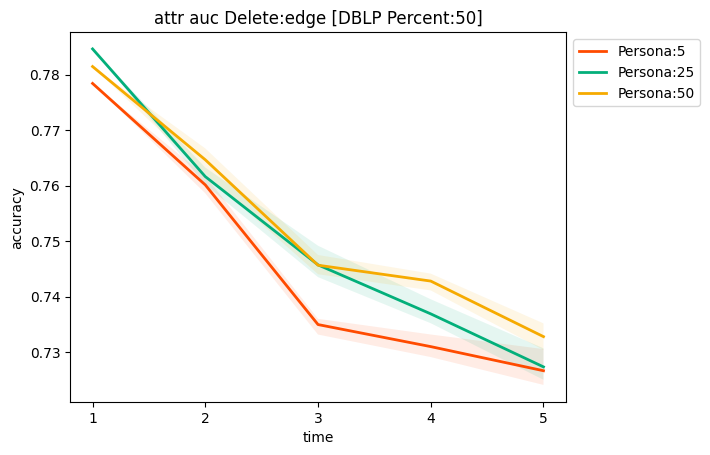 attr auc Delete:edge [DBLP Percent:50]
Persona:5
Persona:25
Persona:50
accuracy
0.78
0.77
0.76
0.75
0.74
0.73
1 2 3 4 5
time